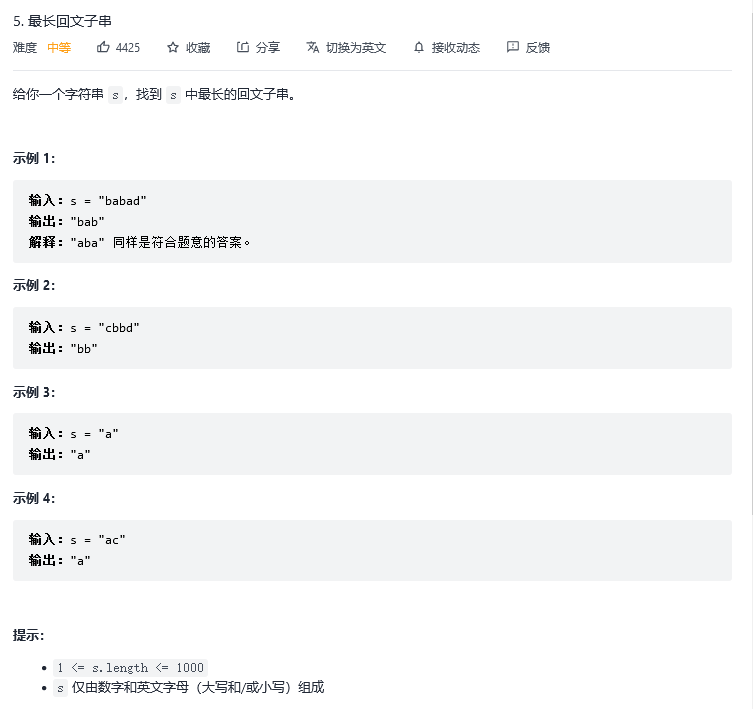 5. 最长回文子串
难度 中等 4425 收藏 分享 切换为英文 接收动态 反馈
给你一个字符串 s，找到 s 中最长的回文子串。
示例 1：
输入：s = "babad"
输出："bab"
解释："aba" 同样是符合题意的答案。
示例 2：
输入：s = "cbbd"
输出："bb"
示例 3：
输入：s = "a"
输出："a"
示例 4：
输入：s = "ac"
输出："a"
提示：
• 1 <= s.length <= 1000
• s 仅由数字和英文字母（大写和/或小写）组成